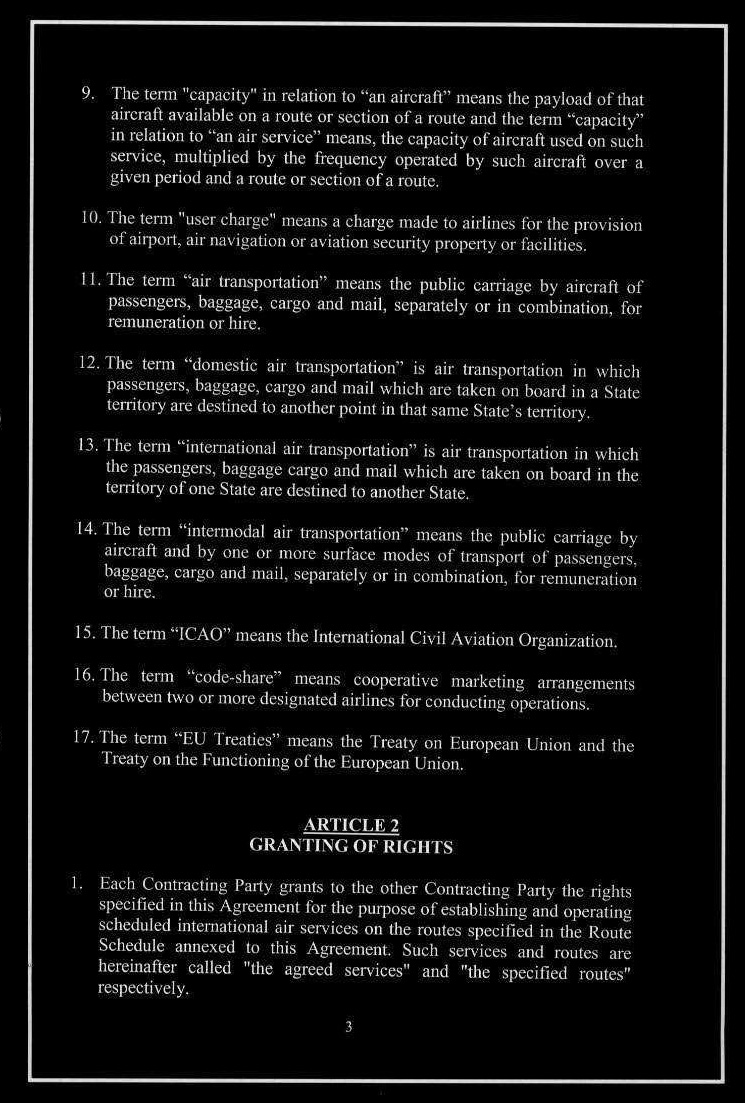 9. The term "capacity" in relation to “an aircraft” means the payload of that
aircraft available on a route or section of a route and the term “capacity”
in relation to “an air service” means, the capacity of aircraft used on such
service, multiplied by the frequency operated by such aircraft over a
given period and a route or section of a route.
10. The term "user charge" means a charge made to airlines for the provision
of airport, air navigation or aviation security property or facilities.
11. The term “air transportation” means the public carriage by aircraft of
passengers, baggage, cargo and mail, separately or in combination, for
remuneration or hire.
12. The term “domestic air transportation” is air transportation in which
passengers, baggage, cargo and mail which are taken on board in a State
territory are destined to another point in that same State’s territory.
13. The term “international air transportation” is air transportation in which
the passengers, baggage cargo and mail which are taken on board in the
territory of one State are destined to another State.
14. The term “intermodal air transportation” means the public carriage by
aircraft and by one or more surface modes of transport of passengers,
baggage, cargo and mail, separately or in combination, for remuneration
or hire.
15. The term “ICAO” means the International Civil Aviation Organization.
16. The term “code-share” means cooperative marketing arrangements
between two or more designated airlines for conducting operations.
17. The term “EU Treaties” means the Treaty on European Union and the
Treaty on the Functioning of the European Union.
ARTICLE 2
GRANTING OF RIGHTS
1. Each Contracting Party grants to the other Contracting Party the rights
specified in this Agreement for the purpose of establishing and operating
scheduled international air services on the routes specified in the Route
Schedule annexed to this Agreement. Such services and routes are
hereinafter called "the agreed services" and "the specified routes"
respectively.
3